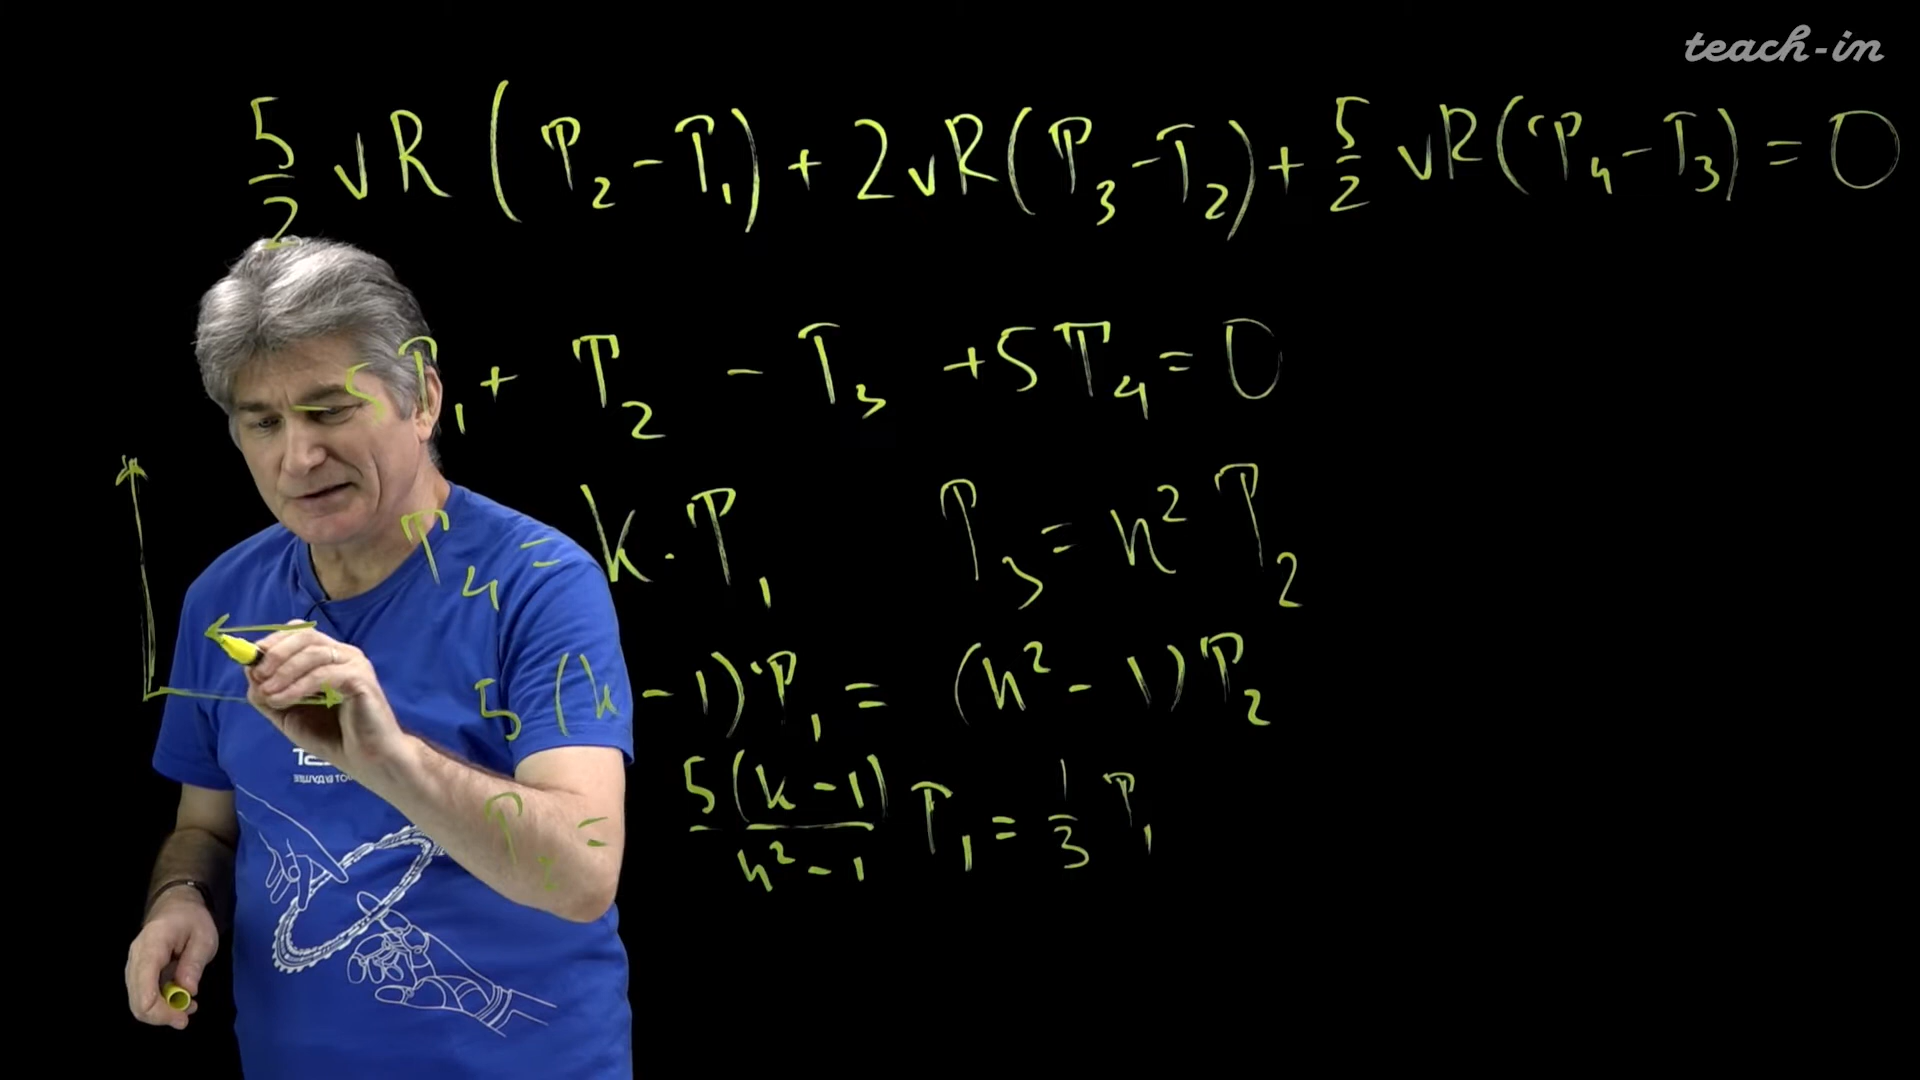 teach-in
5/2 νR (T₂ - T₁) + 2νR(T₃ - T₂) + 5/2 νR(T₄ - T₃) = 0
-5T₁ + T₂ - T₃ + 5T₄ = 0
T₄ = k · T₁ T₃ = n² T₂
5(k - 1)T₁ = (n² - 1)T₂
T₂ = 5(k - 1)/(n² - 1) T₁ = 1/3 T₁